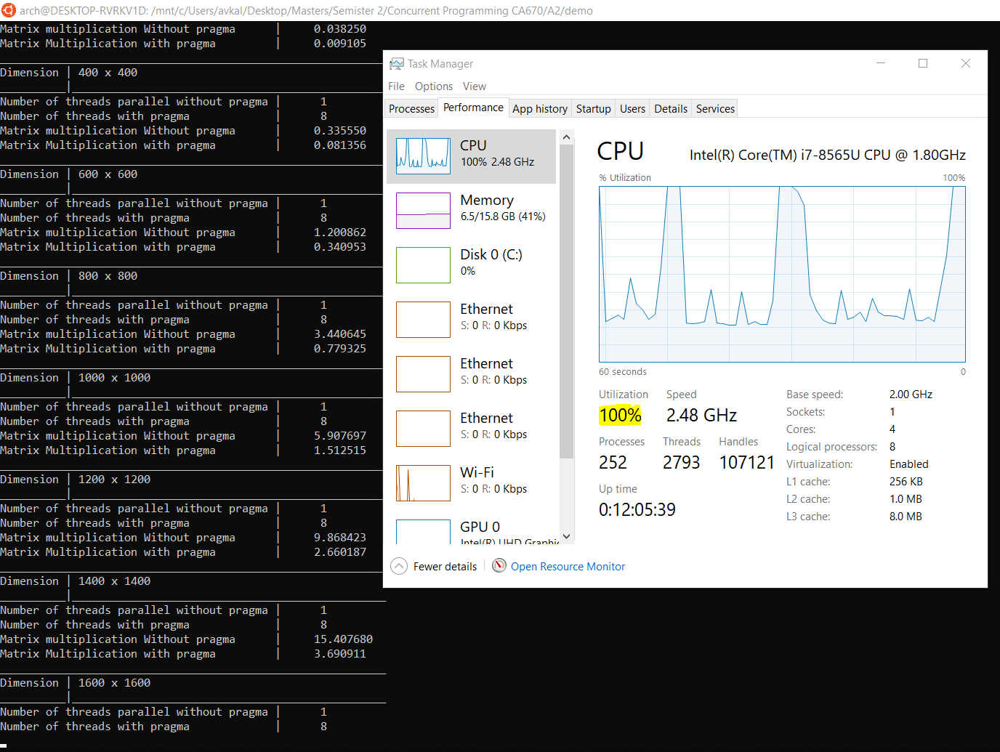 arch@DESKTOP-RVRKV1D: /mnt/c/Users/avkal/Desktop/Masters/Semister 2/Concurrent Programming CA670/A2/demo
Matrix multiplication Without pragma | 0.038250
Matrix Multiplication with pragma | 0.009105
Dimension | 400 x 400
Number of threads parallel without pragma | 1
Number of threads with pragma | 8
Matrix multiplication Without pragma | 0.335550
Matrix Multiplication with pragma | 0.081356
Dimension | 600 x 600
Number of threads parallel without pragma | 1
Number of threads with pragma | 8
Matrix multiplication Without pragma | 1.200862
Matrix Multiplication with pragma | 0.340953
Dimension | 800 x 800
Number of threads parallel without pragma | 1
Number of threads with pragma | 8
Matrix multiplication Without pragma | 3.440645
Matrix Multiplication with pragma | 0.779325
Dimension | 1000 x 1000
Number of threads parallel without pragma | 1
Number of threads with pragma | 8
Matrix multiplication Without pragma | 5.907697
Matrix Multiplication with pragma | 1.512515
Dimension | 1200 x 1200
Number of threads parallel without pragma | 1
Number of threads with pragma | 8
Matrix multiplication Without pragma | 9.868423
Matrix Multiplication with pragma | 2.660187
Dimension | 1400 x 1400
Number of threads parallel without pragma | 1
Number of threads with pragma | 8
Matrix multiplication Without pragma | 15.407680
Matrix Multiplication with pragma | 3.690911
Dimension | 1600 x 1600
Number of threads parallel without pragma | 1
Number of threads with pragma | 8
Task Manager
File Options View
Processes Performance App history Startup Users Details Services
CPU
100% 2.48 GHz
Memory
6.5/15.8 GB (41%)
Disk 0 (C:)
0%
Ethernet
S: 0 R: 0 Kbps
Ethernet
S: 0 R: 0 Kbps
Ethernet
S: 0 R: 0 Kbps
Wi-Fi
S: 0 R: 0 Kbps
GPU 0
Intel(R) UHD Graphi
CPU Intel(R) Core(TM) i7-8565U CPU @ 1.80GHz
% Utilization 100%
60 seconds 0
Utilization Speed
100% 2.48 GHz
Processes Threads Handles
252 2793 107121
Up time
0:12:05:39
Base speed: 2.00 GHz
Sockets: 1
Cores: 4
Logical processors: 8
Virtualization: Enabled
L1 cache: 256 KB
L2 cache: 1.0 MB
L3 cache: 8.0 MB
Fewer details | Open Resource Monitor